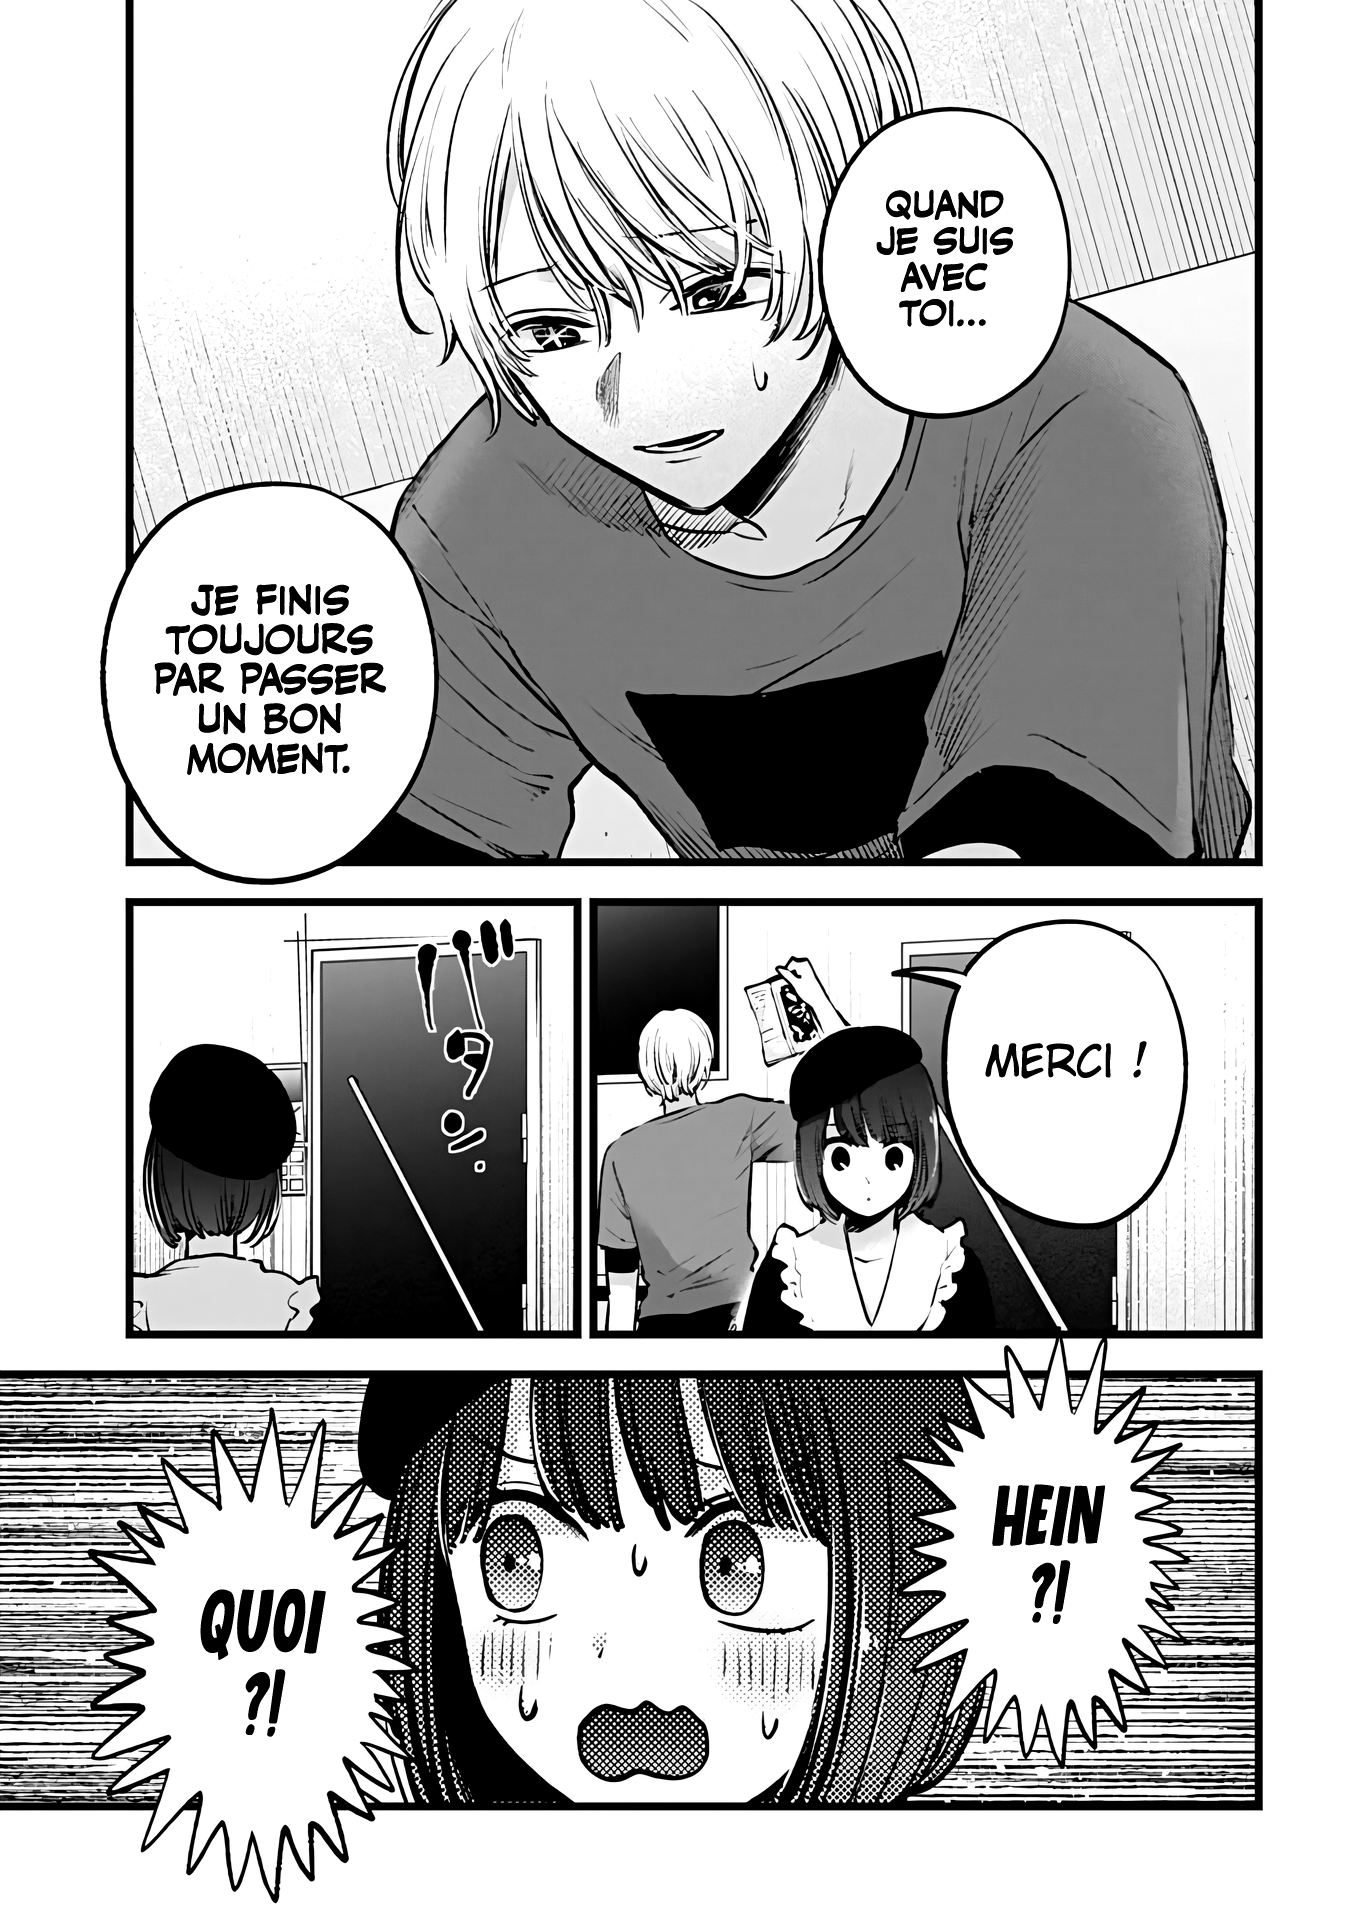 QUAND
JE SUIS
AVEC
TOI...
JE FINIS
TOUJOURS
PAR PASSER
UN BON
MOMENT.
MERCI !
バタン。
HEIN
?!
QUOI
?!